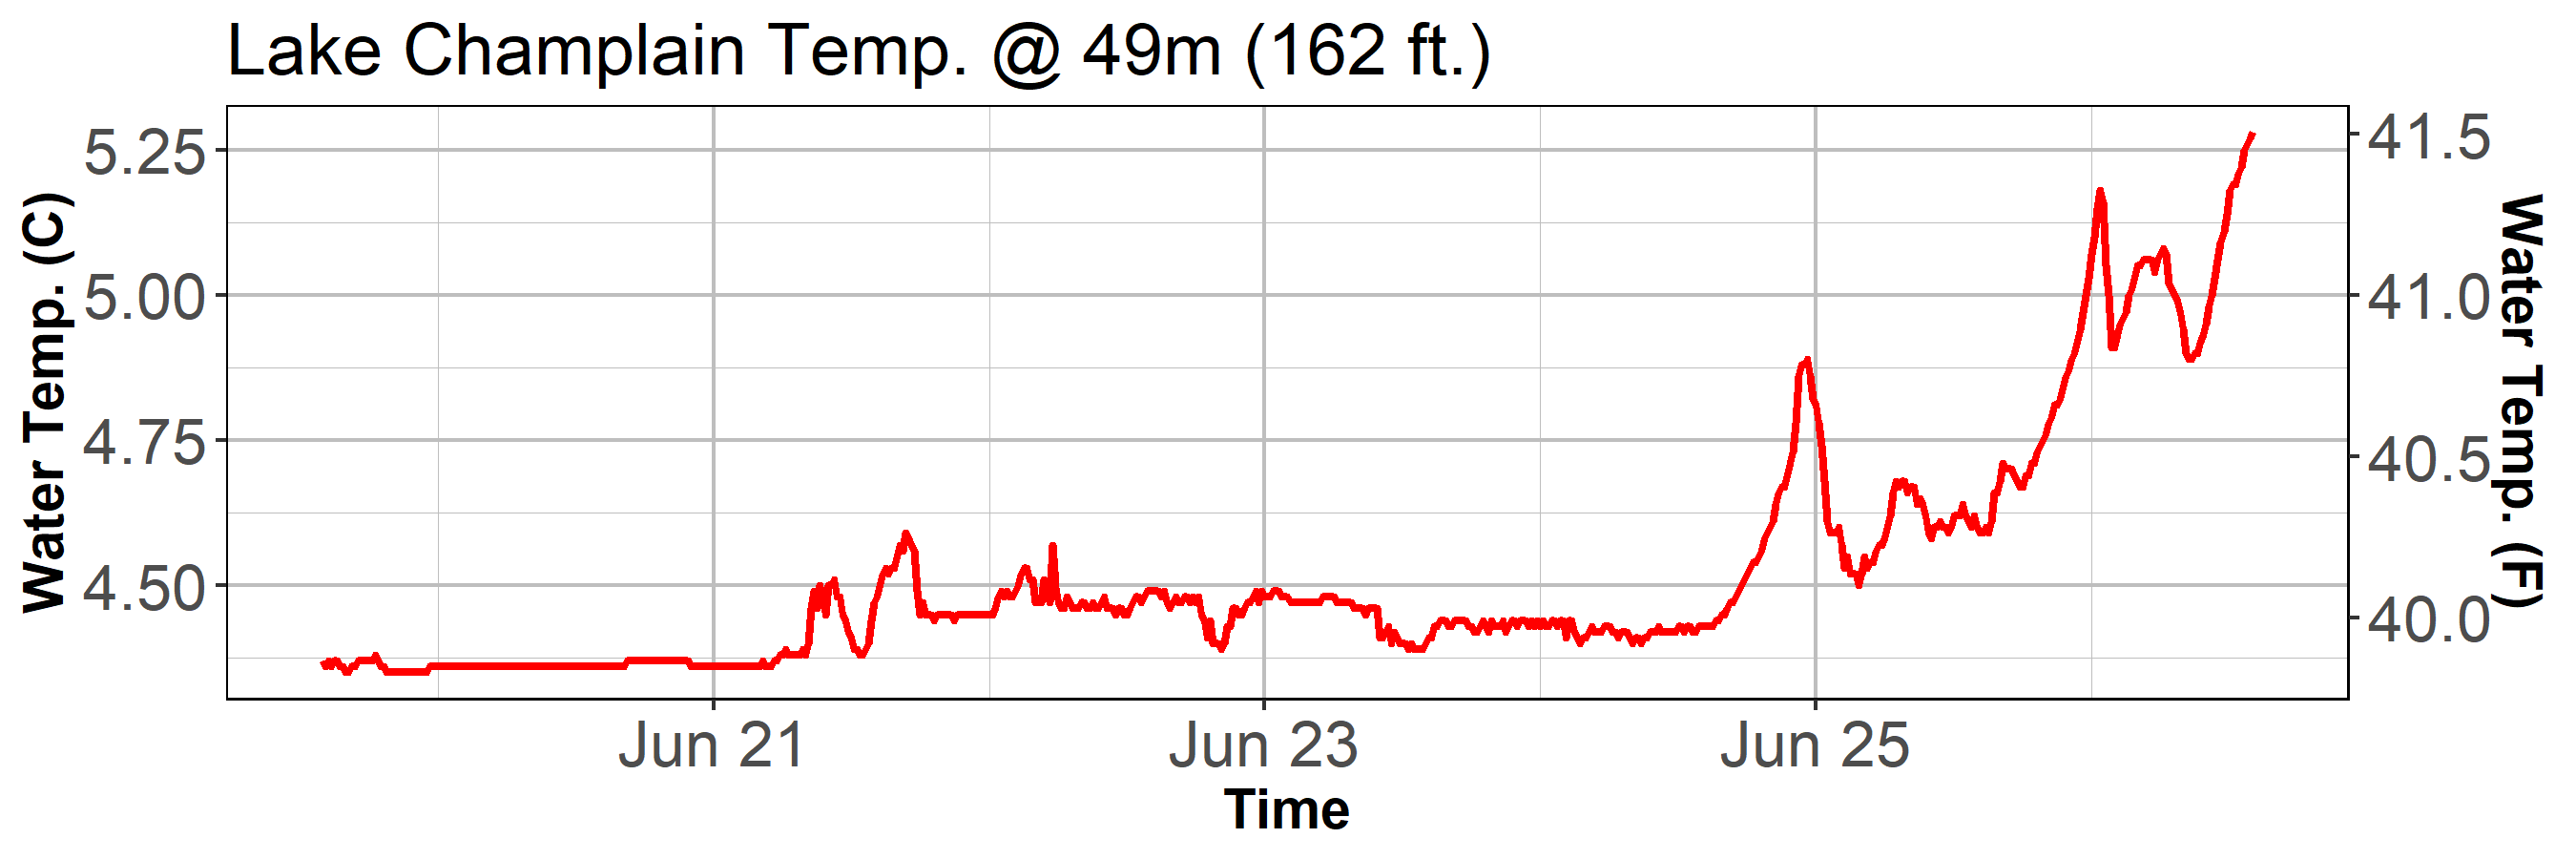 Lake Champlain Temp. @ 49m (162 ft.)
Water Temp. (C)
5.25
5.00
4.75
4.50
41.5
41.0
40.5
40.0
Water Temp. (F)
Jun 21 Jun 23 Jun 25
Time